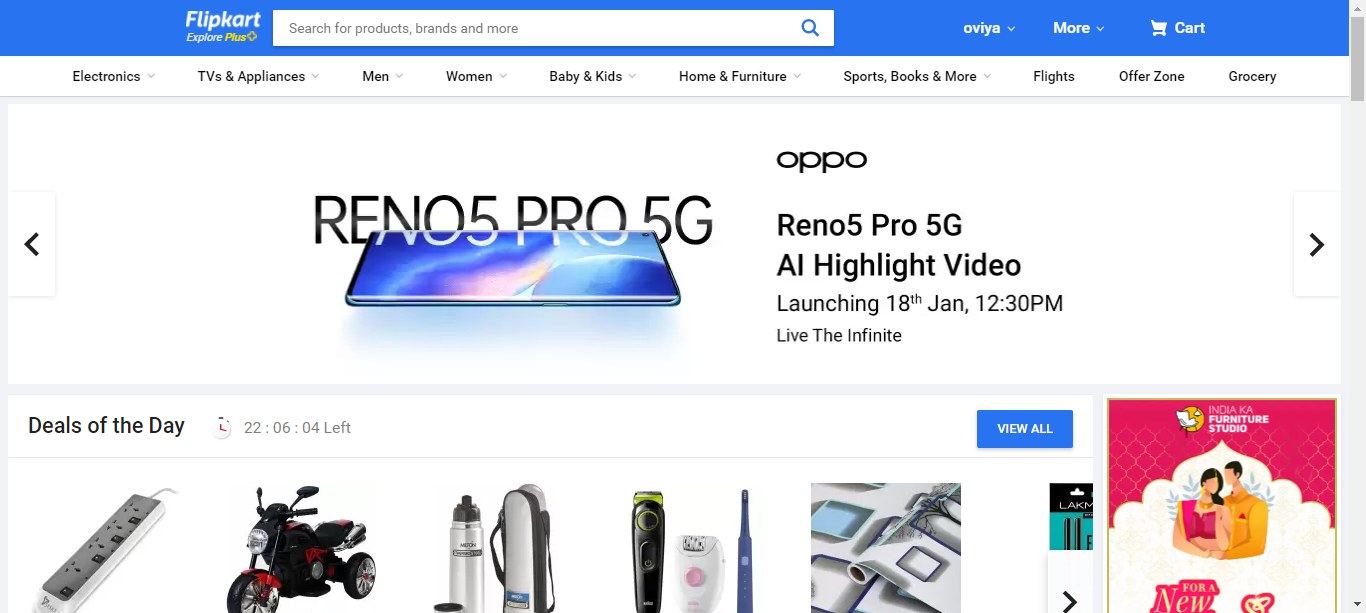 Flipkart
Explore Plus
Search for products, brands and more
oviya
More
Cart
Electronics
TVs & Appliances
Men
Women
Baby & Kids
Home & Furniture
Sports, Books & More
Flights
Offer Zone
Grocery
oppo
RENO5 PRO 5G
Reno5 Pro 5G
AI Highlight Video
Launching 18th Jan, 12:30PM
Live The Infinite
Deals of the Day
22 : 06 : 04 Left
VIEW ALL
INDIA KA
FURNITURE
STUDIO
MILTON
LAKM
FOR A
New